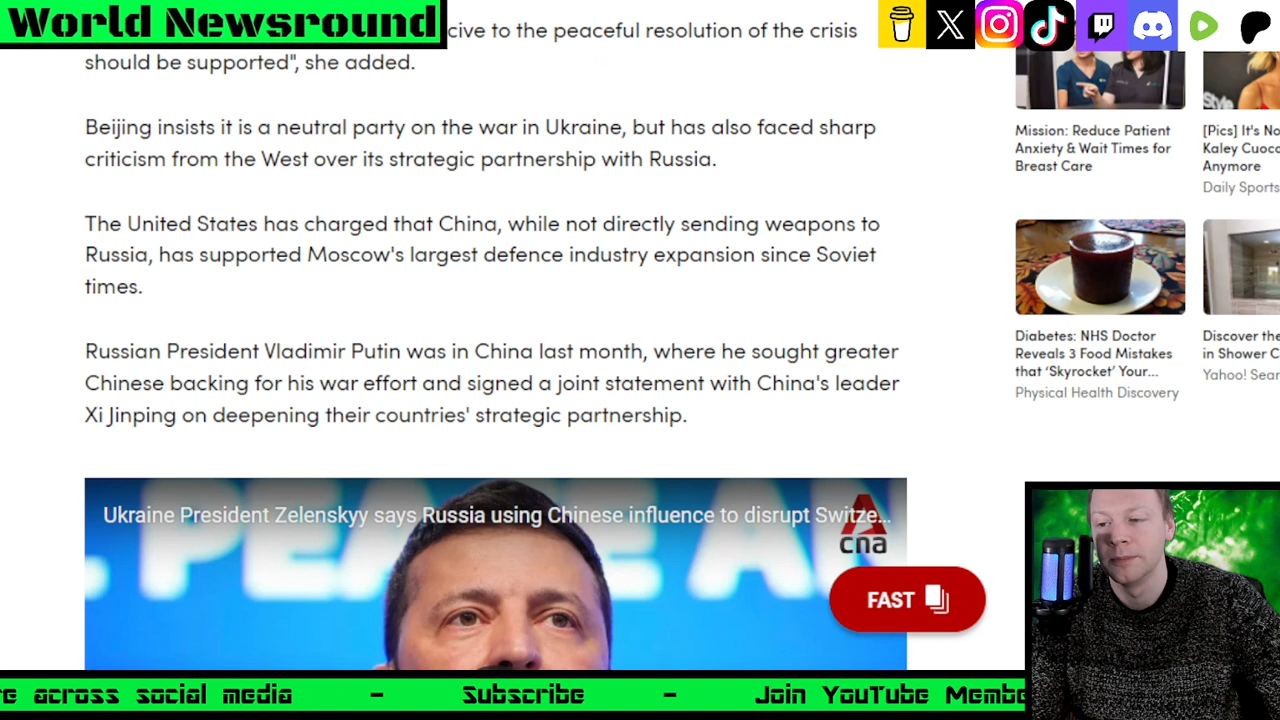 World Newsround
cive to the peaceful resolution of the crisis
should be supported", she added.
Beijing insists it is a neutral party on the war in Ukraine, but has also faced sharp
criticism from the West over its strategic partnership with Russia.
The United States has charged that China, while not directly sending weapons to
Russia, has supported Moscow's largest defence industry expansion since Soviet
times.
Russian President Vladimir Putin was in China last month, where he sought greater
Chinese backing for his war effort and signed a joint statement with China's leader
Xi Jinping on deepening their countries' strategic partnership.
Ukraine President Zelenskyy says Russia using Chinese influence to disrupt Switze...
cna
PEACE AN
FAST
Style
Mission: Reduce Patient
Anxiety & Wait Times for
Breast Care
[Pics] It's No
Kaley Cuoc
Anymore
Daily Sports
Diabetes: NHS Doctor
Reveals 3 Food Mistakes
that ‘Skyrocket’ Your...
Physical Health Discovery
Discover the
in Shower C
Yahoo! Sear
re across social media - Subscribe - Join YouTube Membe